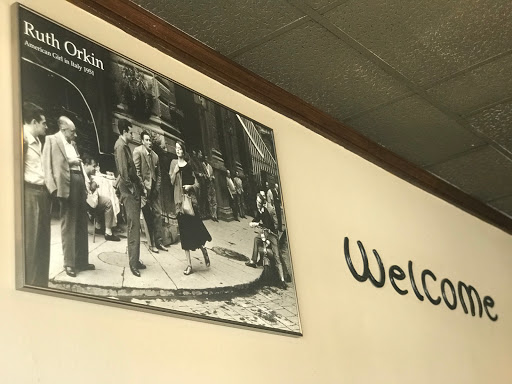 Ruth Orkin
American Girl in Italy 1951
Welcome